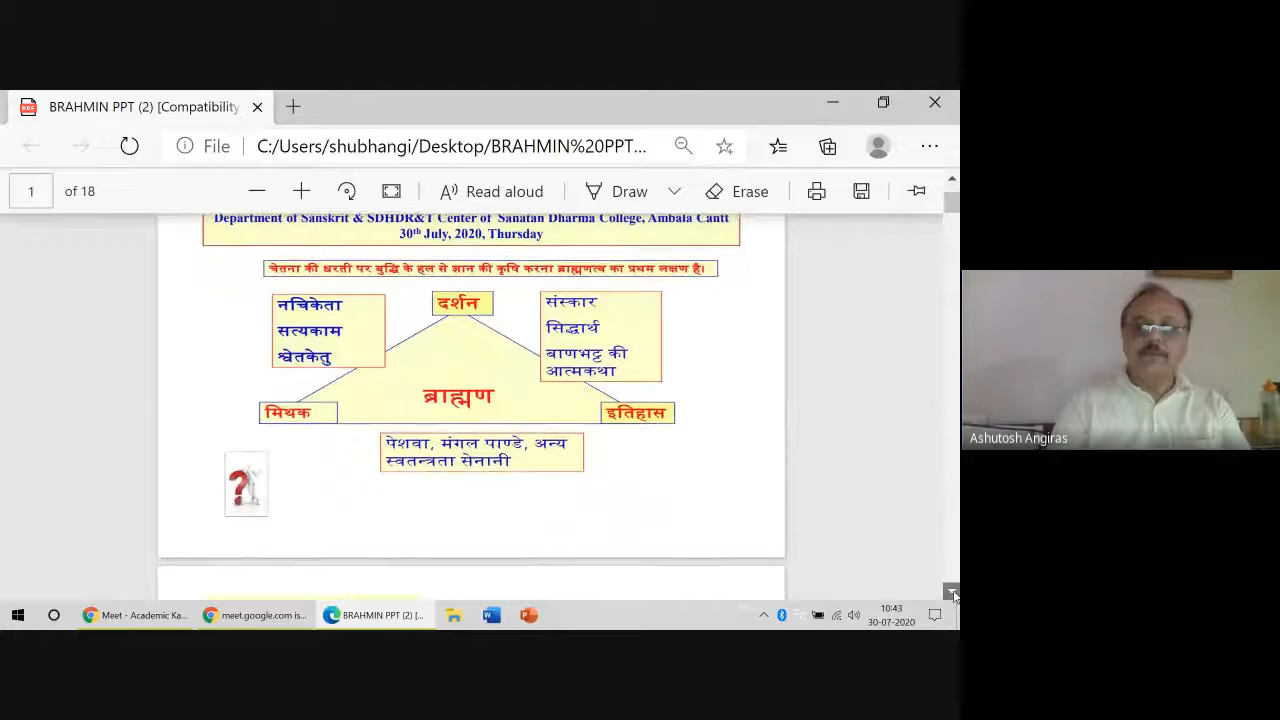 BRAHMIN PPT (2) [Compatibility
1 of 18
File
C:/Users/shubhangi/Desktop/BRAHMIN%20PPT...
Read aloud
Draw
Erase
Department of Sanskrit & SDHDR&T Center of Sanatan Dharma College, Ambala Cantt
30th July, 2020, Thursday
चेतना की धरती पर बुद्धि के हल से ज्ञान की कृषि करना ब्राह्मणत्व का प्रथम लक्षण है।
नचिकेता
सत्यकाम
श्वेतकेतु
दर्शन
संस्कार
सिद्धार्थ
बाणभट्ट की
आत्मकथा
ब्राह्मण
मिथक
इतिहास
पेशवा, मंगल पाण्डे, अन्य
स्वतन्त्रता सेनानी
?
Ashutosh Angiras
Meet - Academic Ka...
meet.google.com is...
BRAHMIN PPT (2) [...
10:43
30-07-2020